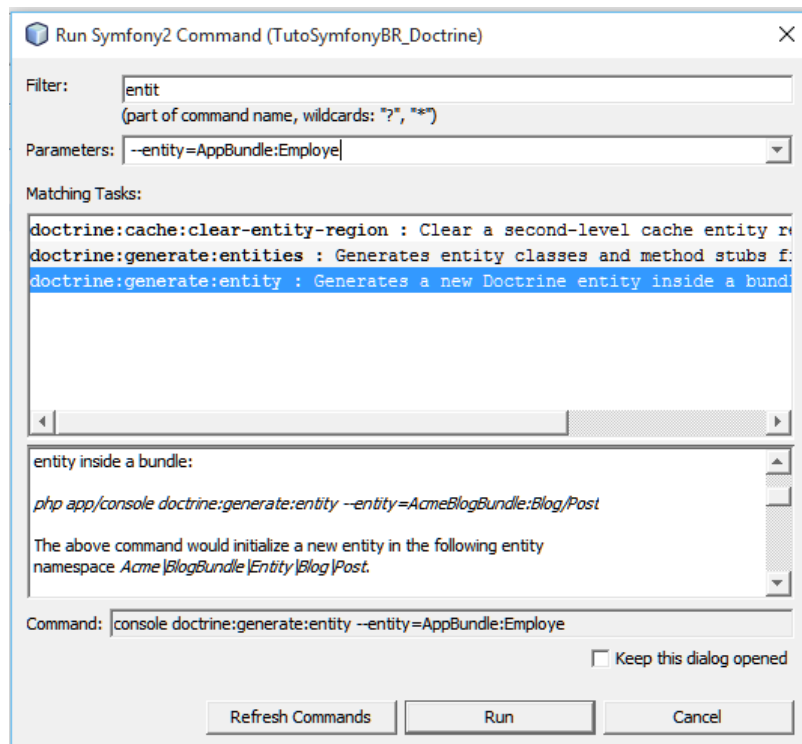 Run Symfony2 Command (TutoSymfonyBR_Doctrine)
Filter: entit
(part of command name, wildcards: "?", "*")
Parameters: --entity=AppBundle:Employe
Matching Tasks:
doctrine:cache:clear-entity-region : Clear a second-level cache entity
doctrine:generate:entities : Generates entity classes and method stubs
doctrine:generate:entity : Generates a new Doctrine entity inside a bund
entity inside a bundle:
php app/console doctrine:generate:entity --entity=AcmeBlogBundle:Blog/Post
The above command would initialize a new entity in the following entity
namespace Acme\BlogBundle\Entity\Blog\Post.
Command: console doctrine:generate:entity --entity=AppBundle:Employe
Keep this dialog opened
Refresh Commands Run Cancel